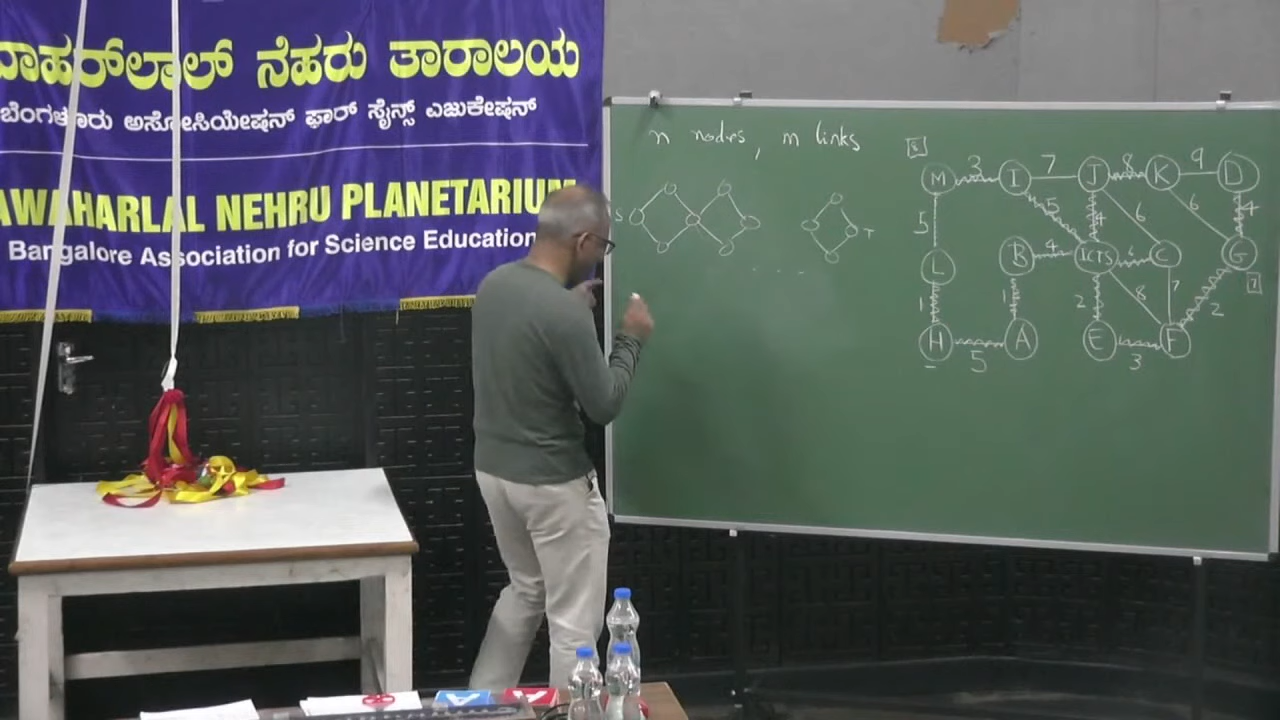 ವಾಹರ್‌ಲಾಲ್ ನೆಹರು ತಾರಾಲಯ
ಬೆಂಗಳೂರು ಅಸೋಸಿಯೇಷನ್ ಫಾರ್ ಸೈನ್ಸ್ ಎಜುಕೇಷನ್
AWAHARLAL NEHRU PLANETARIUM
Bangalore Association for Science Education
n nodes, m links
S
T
M 3 I 7 J 8 K 9 D
5 5 4 6 6 4
L B 4 ICTS 6 C G
1 1 2 8 7 2 7
H 5 A E 3 F